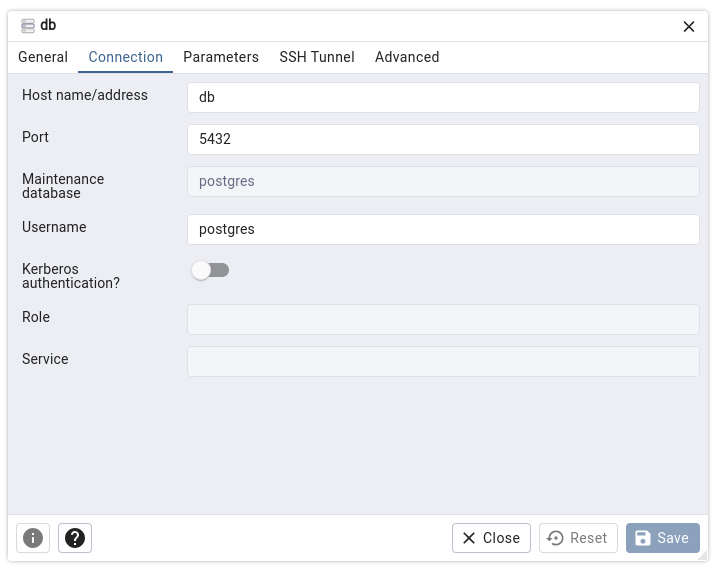 db
General Connection Parameters SSH Tunnel Advanced
Host name/address db
Port 5432
Maintenance
database
postgres
Username postgres
Kerberos
authentication?
Role
Service
Close Reset Save